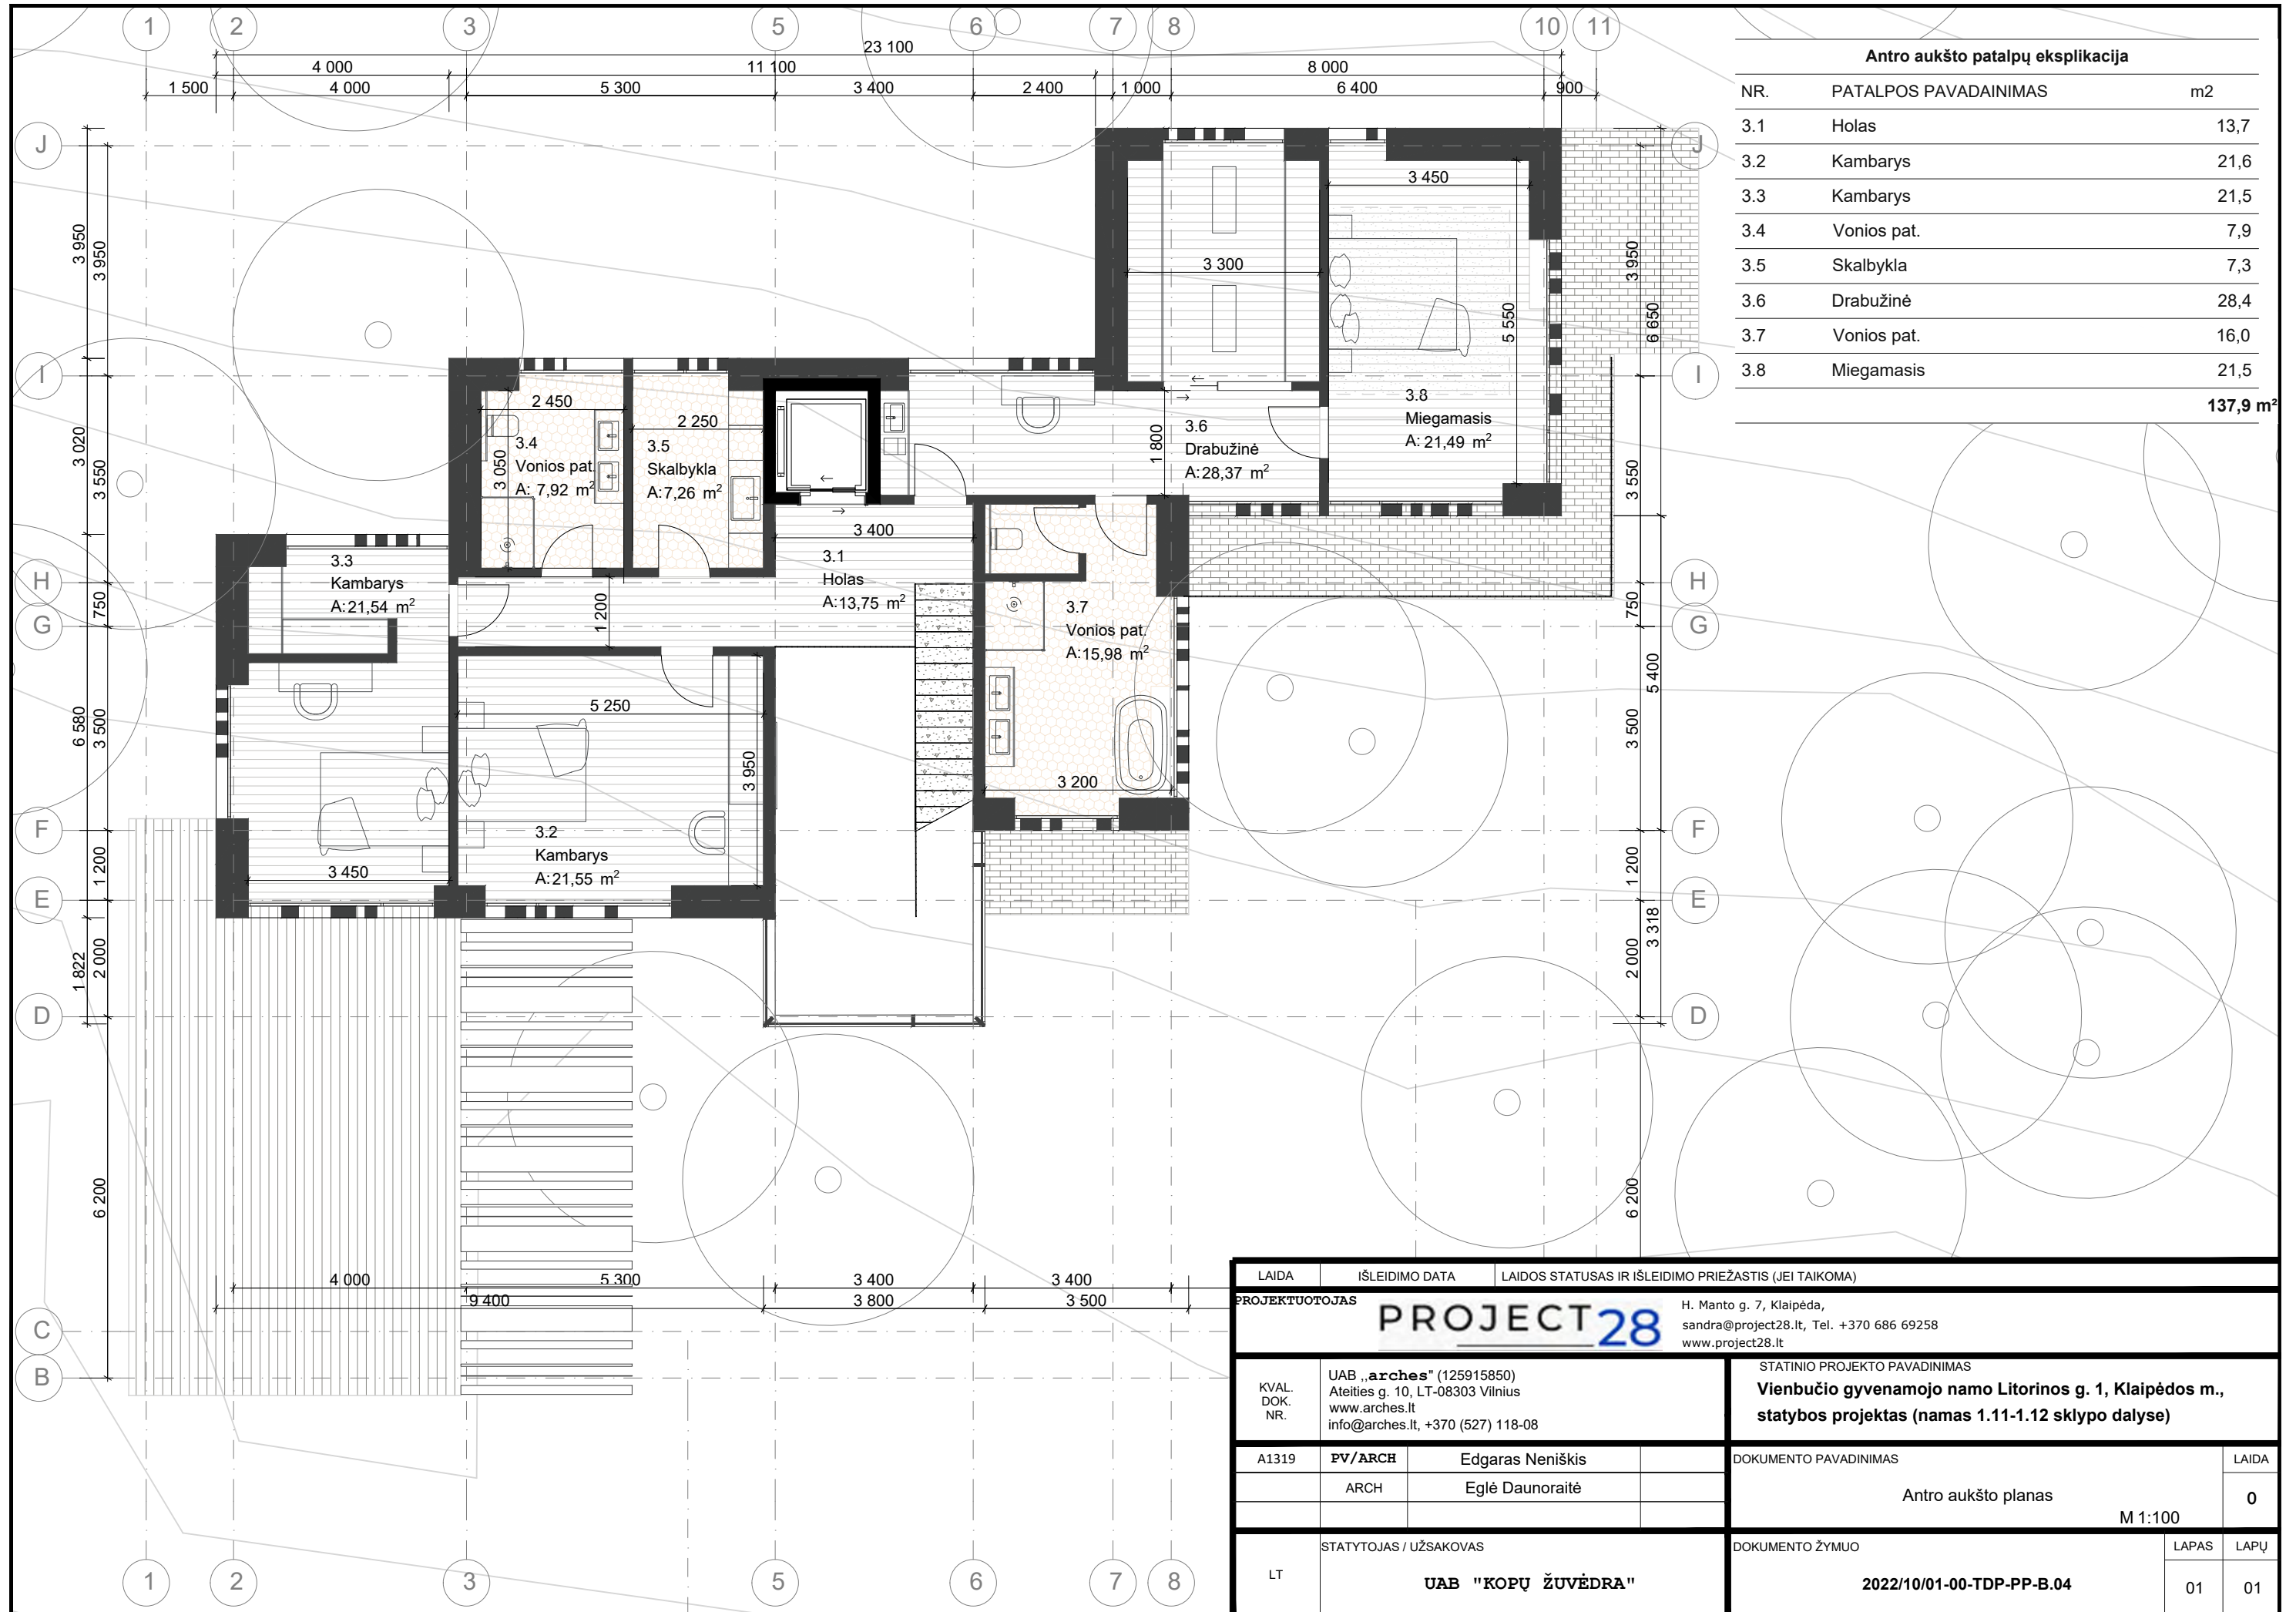 1 2 3 5 6 7 8 10 11
23 100
4 000 11 100 8 000
1 500 4 000 5 300 3 400 2 400 1 000 6 400 900
Antro aukšto patalpų eksplikacija
NR. PATALPOS PAVADAINIMAS m2
3.1 Holas 13,7
3.2 Kambarys 21,6
3.3 Kambarys 21,5
3.4 Vonios pat. 7,9
3.5 Skalbykla 7,3
3.6 Drabužinė 28,4
3.7 Vonios pat. 16,0
3.8 Miegamasis 21,5
137,9 m²
J
I
H
G
F
E
D
C
B
J
I
H
G
F
E
D
3 950
3 950
3 020
3 550
750
6 580
3 500
1 200
1 822
2 000
6 200
3 950
6 650
3 550
750
5 400
3 500
1 200
3 318
2 000
6 200
3 450
3 300
5 550
3.8
Miegamasis
A: 21,49 m²
1 800
3.6
Drabužinė
A:28,37 m²
2 450
3 050
3.4
Vonios pat.
A: 7,92 m²
2 250
3.5
Skalbykla
A:7,26 m²
3 400
3.1
Holas
A:13,75 m²
1 200
3.3
Kambarys
A:21,54 m²
3 450
5 250
3 950
3.2
Kambarys
A:21,55 m²
3.7
Vonios pat.
A:15,98 m²
3 200
4 000 5 300 3 400 3 400
9 400 3 800 3 500
1 2 3 5 6 7 8
LAIDA IŠLEIDIMO DATA LAIDOS STATUSAS IR IŠLEIDIMO PRIEŽASTIS (JEI TAIKOMA)
PROJEKTUOTOJAS
PROJECT28
H. Manto g. 7, Klaipėda,
sandra@project28.lt, Tel. +370 686 69258
www.project28.lt
KVAL.
DOK.
NR.
UAB ,,arches" (125915850)
Ateities g. 10, LT-08303 Vilnius
www.arches.lt
info@arches.lt, +370 (527) 118-08
STATINIO PROJEKTO PAVADINIMAS
Vienbučio gyvenamojo namo Litorinos g. 1, Klaipėdos m.,
statybos projektas (namas 1.11-1.12 sklypo dalyse)
A1319 PV/ARCH Edgaras Neniškis
ARCH Eglė Daunoraitė
DOKUMENTO PAVADINIMAS LAIDA
Antro aukšto planas 0
M 1:100
LT
STATYTOJAS / UŽSAKOVAS
UAB "KOPŲ ŽUVĖDRA"
DOKUMENTO ŽYMUO LAPAS LAPŲ
2022/10/01-00-TDP-PP-B.04 01 01